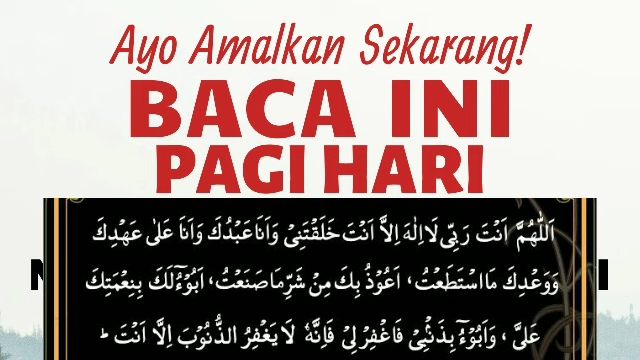 Ayo Amalkan Sekarang!
BACA INI
PAGI HARI
اَللّٰهُمَّ اَنْتَ رَبِّىْ لَا اِلٰهَ اِلَّا اَنْتَ خَلَقْتَنِىْ وَاَنَا عَبْدُكَ وَاَنَا عَلٰى عَهْدِكَ
وَوَعْدِكَ مَا اسْتَطَعْتُ، اَعُوْذُ بِكَ مِنْ شَرِّ مَا صَنَعْتُ، اَبُوْٓءُ لَكَ بِنِعْمَتِكَ
عَلَىَّ، وَاَبُوْٓءُ بِذَنْۢبِىْ فَاغْفِرْ لِىْ فَاِنَّهٗ لَا يَغْفِرُ الذُّنُوْبَ اِلَّا اَنْتَ ؕ